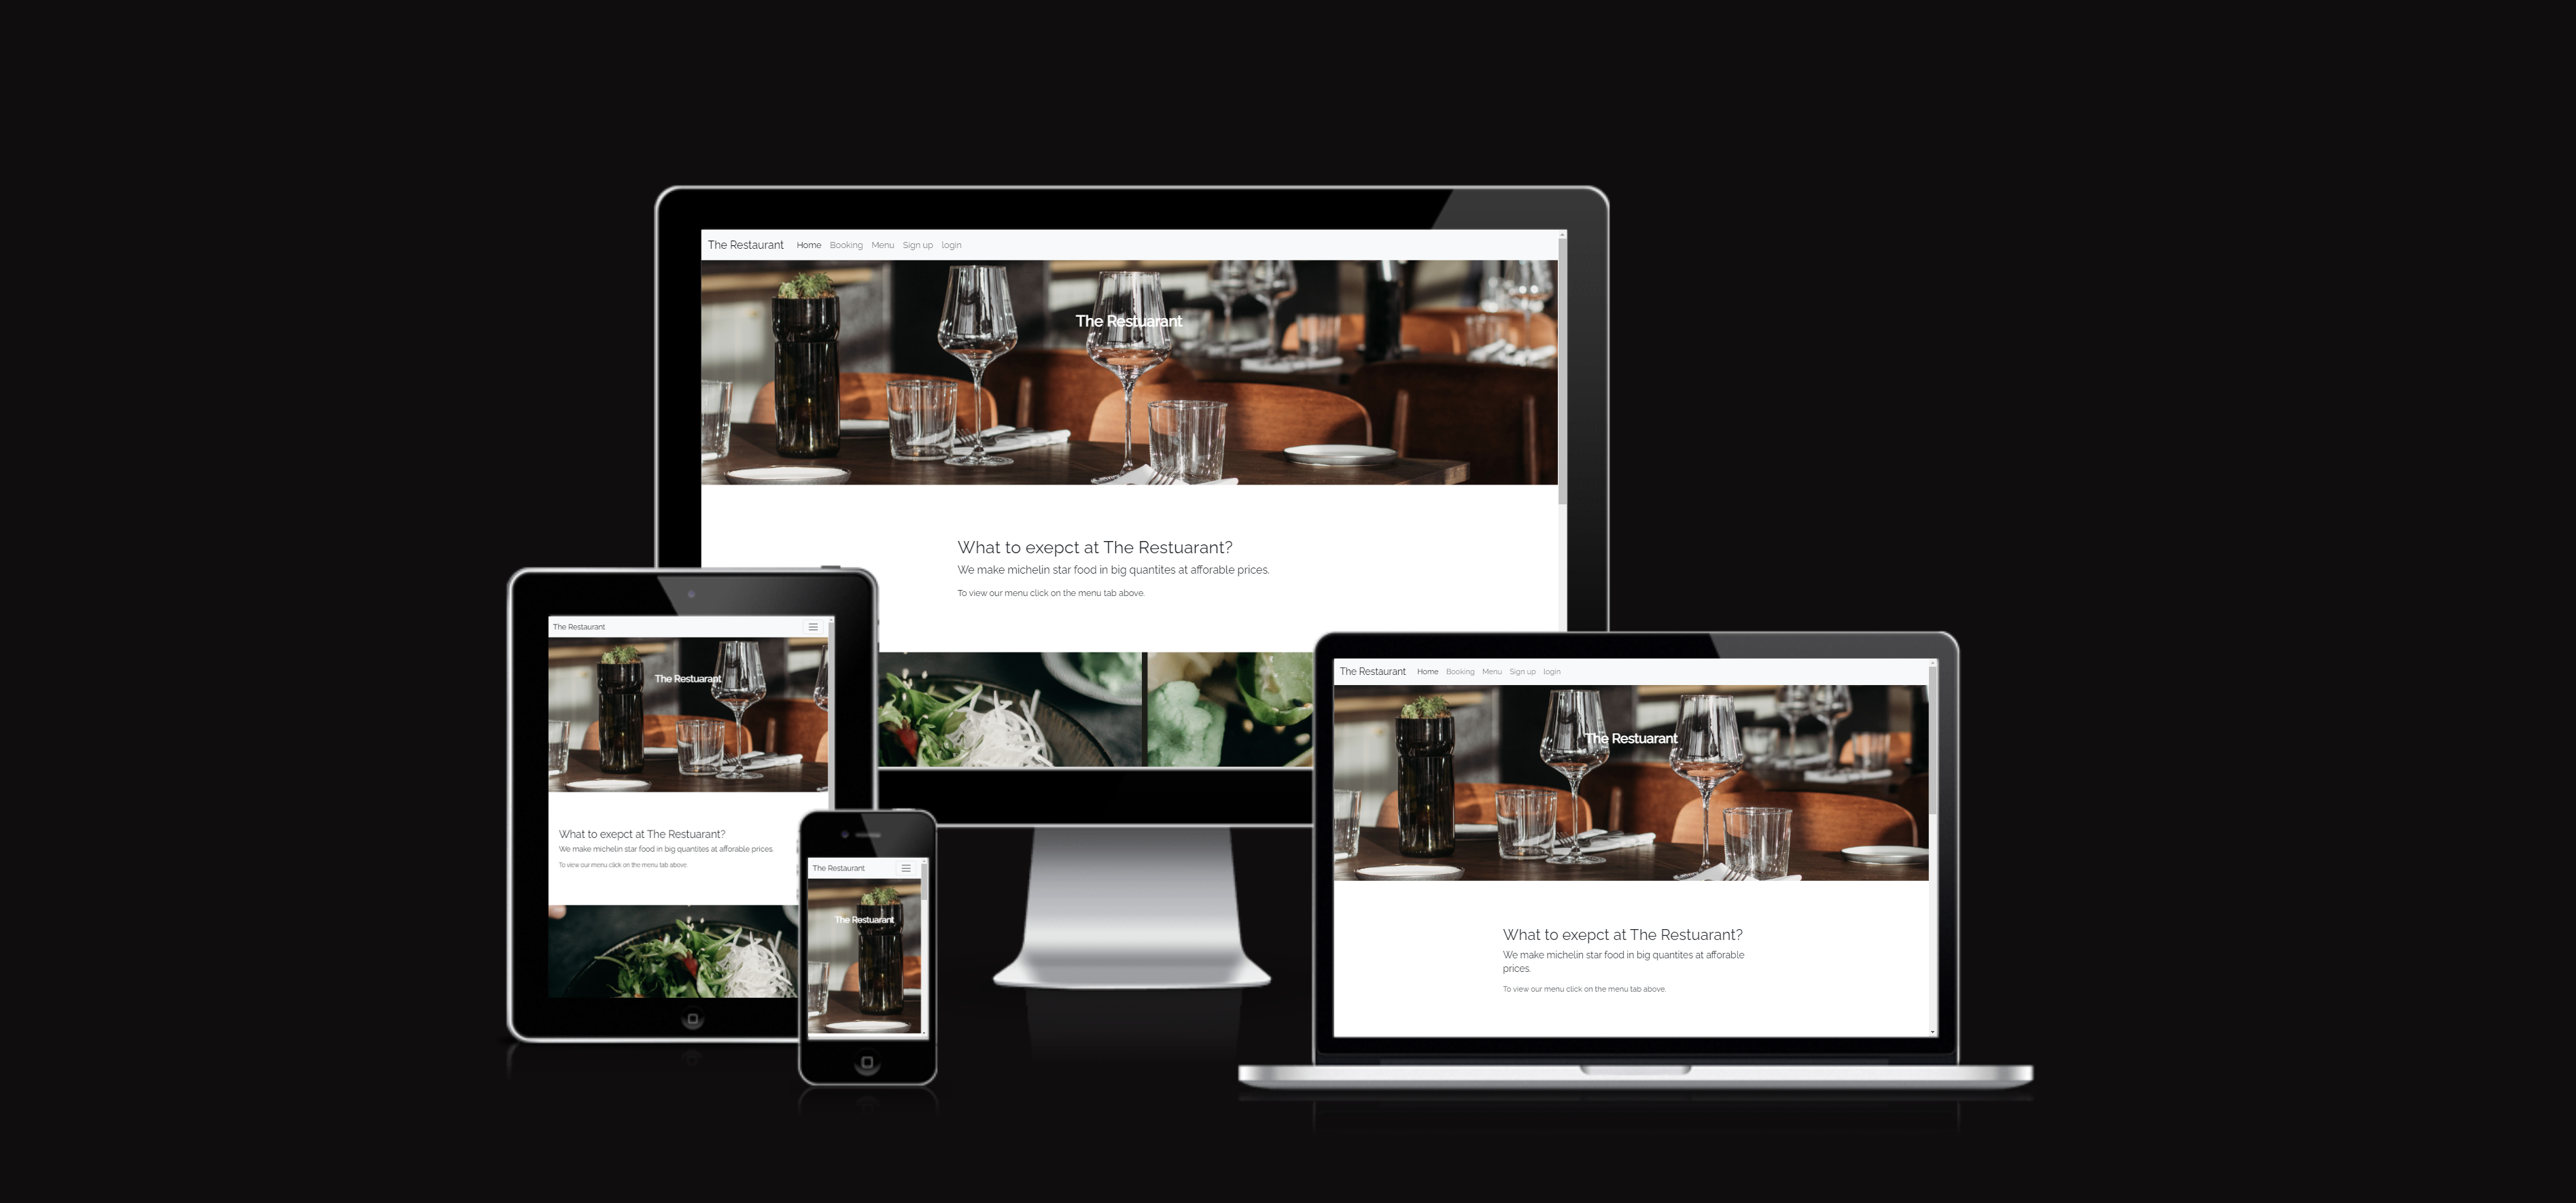 The Restaurant Home Booking Menu Sign up login
The Restuarant
What to exepct at The Restuarant?
We make michelin star food in big quantites at afforable prices.
To view our menu click on the menu tab above.
The Restaurant
The Restuarant
What to exepct at The Restuarant?
We make michelin star food in big quantites at afforable prices.
To view our menu click on the menu tab above.
The Restaurant
The Restuarant
The Restaurant Home Booking Menu Sign up login
The Restuarant
What to exepct at The Restuarant?
We make michelin star food in big quantites at afforable
prices.
To view our menu click on the menu tab above.